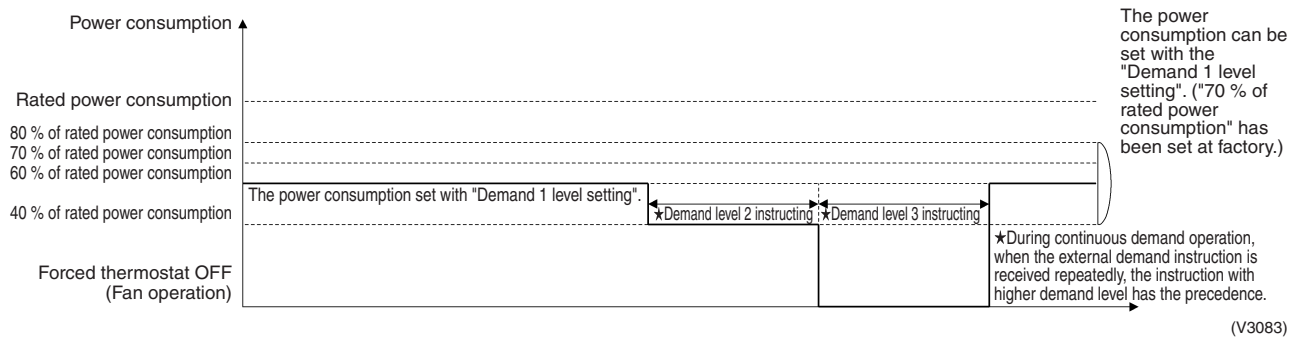 Power consumption
The power
consumption can be
set with the
"Demand 1 level
setting". ("70 % of
rated power
consumption" has
been set at factory.)
Rated power consumption
80 % of rated power consumption
70 % of rated power consumption
60 % of rated power consumption
The power consumption set with "Demand 1 level setting".
40 % of rated power consumption
★Demand level 2 instructing
★Demand level 3 instructing
★During continuous demand operation,
when the external demand instruction is
received repeatedly, the instruction with
higher demand level has the precedence.
Forced thermostat OFF
(Fan operation)
(V3083)